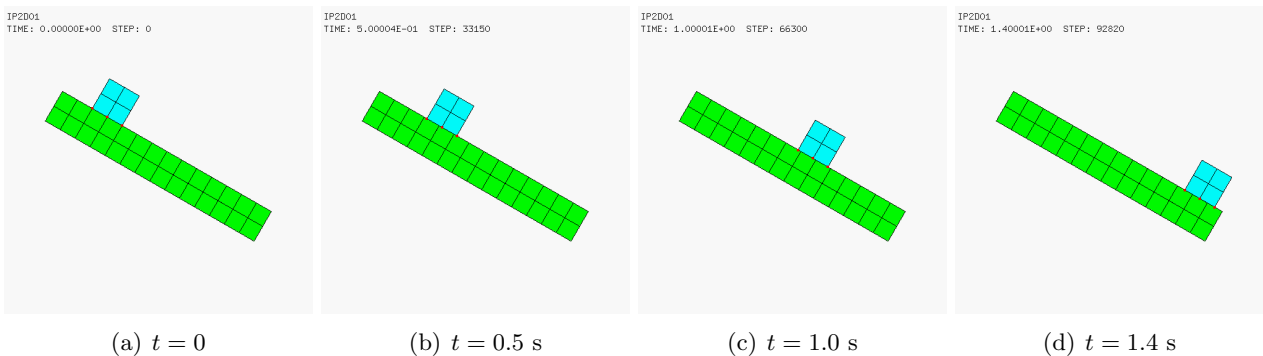 IP2D01
TIME: 0.00000E+00 STEP: 0
IP2D01
TIME: 5.00004E-01 STEP: 33150
IP2D01
TIME: 1.00001E+00 STEP: 66300
IP2D01
TIME: 1.40001E+00 STEP: 92820
(a) t = 0
(b) t = 0.5 s
(c) t = 1.0 s
(d) t = 1.4 s